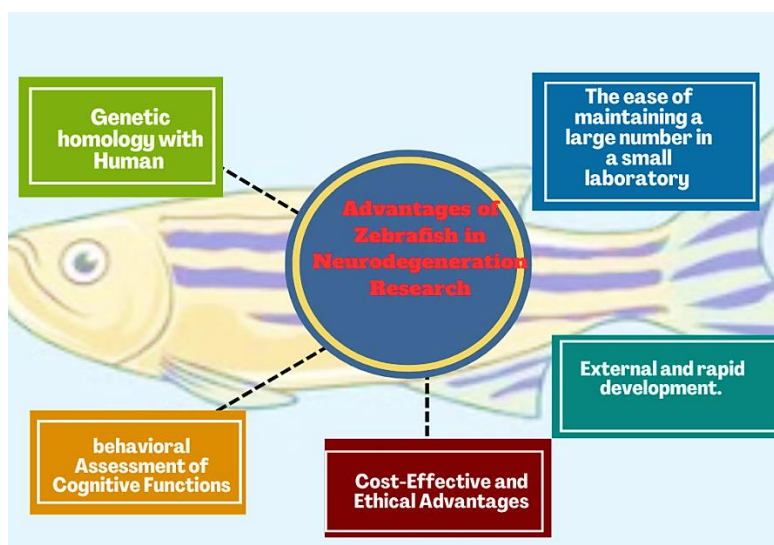 Genetic
homology with
Human
The ease of
maintaining a
large number in
a small
laboratory
Advantages of
Zebrafish in
Neurodegeneration
Research
External and rapid
development.
behavioral
Assessment of
Cognitive Functions
Cost-Effective and
Ethical Advantages